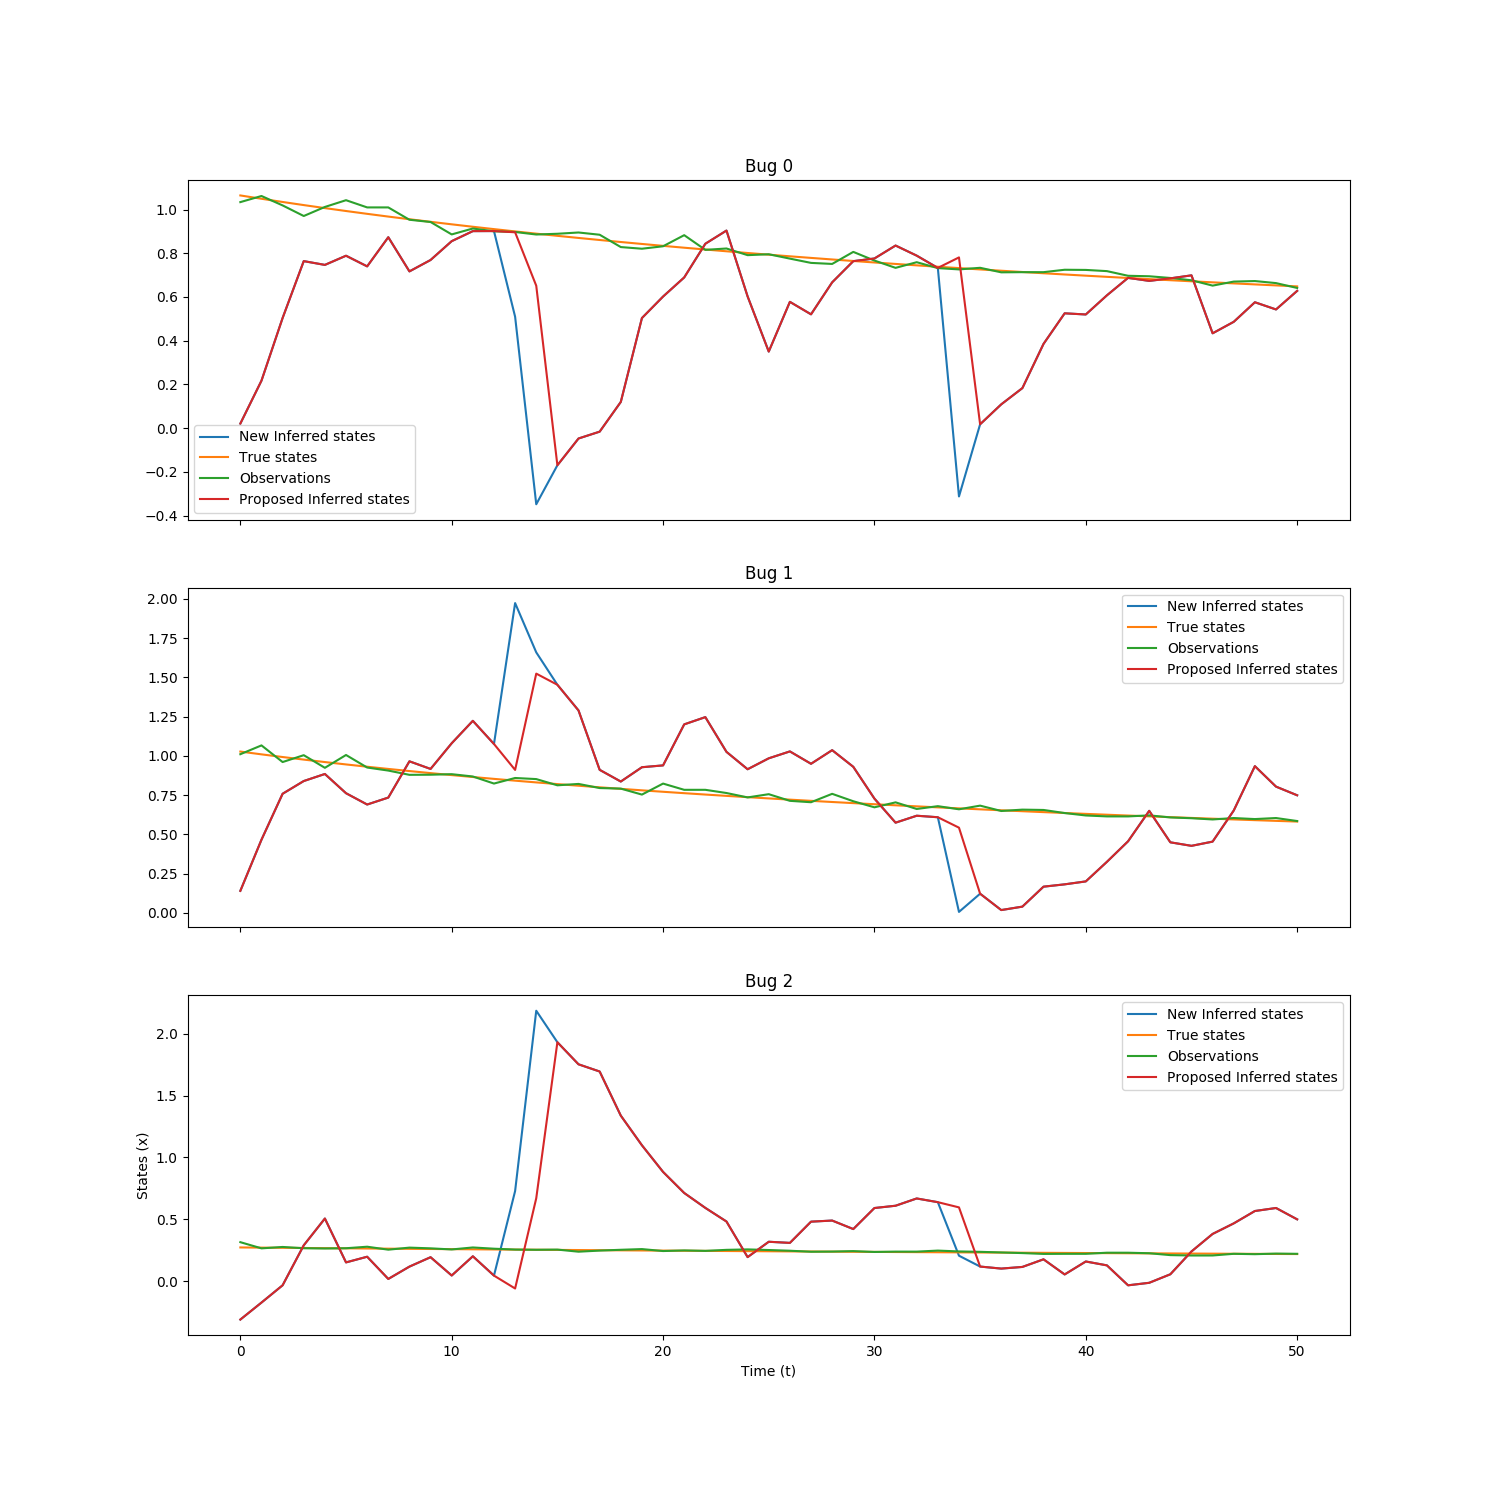 Bug 0
1.0
0.8
0.6
0.4
0.2
0.0
−0.2
−0.4
New Inferred states
True states
Observations
Proposed Inferred states
Bug 1
2.00
1.75
1.50
1.25
1.00
0.75
0.50
0.25
0.00
New Inferred states
True states
Observations
Proposed Inferred states
Bug 2
States (x)
2.0
1.5
1.0
0.5
0.0
New Inferred states
True states
Observations
Proposed Inferred states
0 10 20 30 40 50
Time (t)